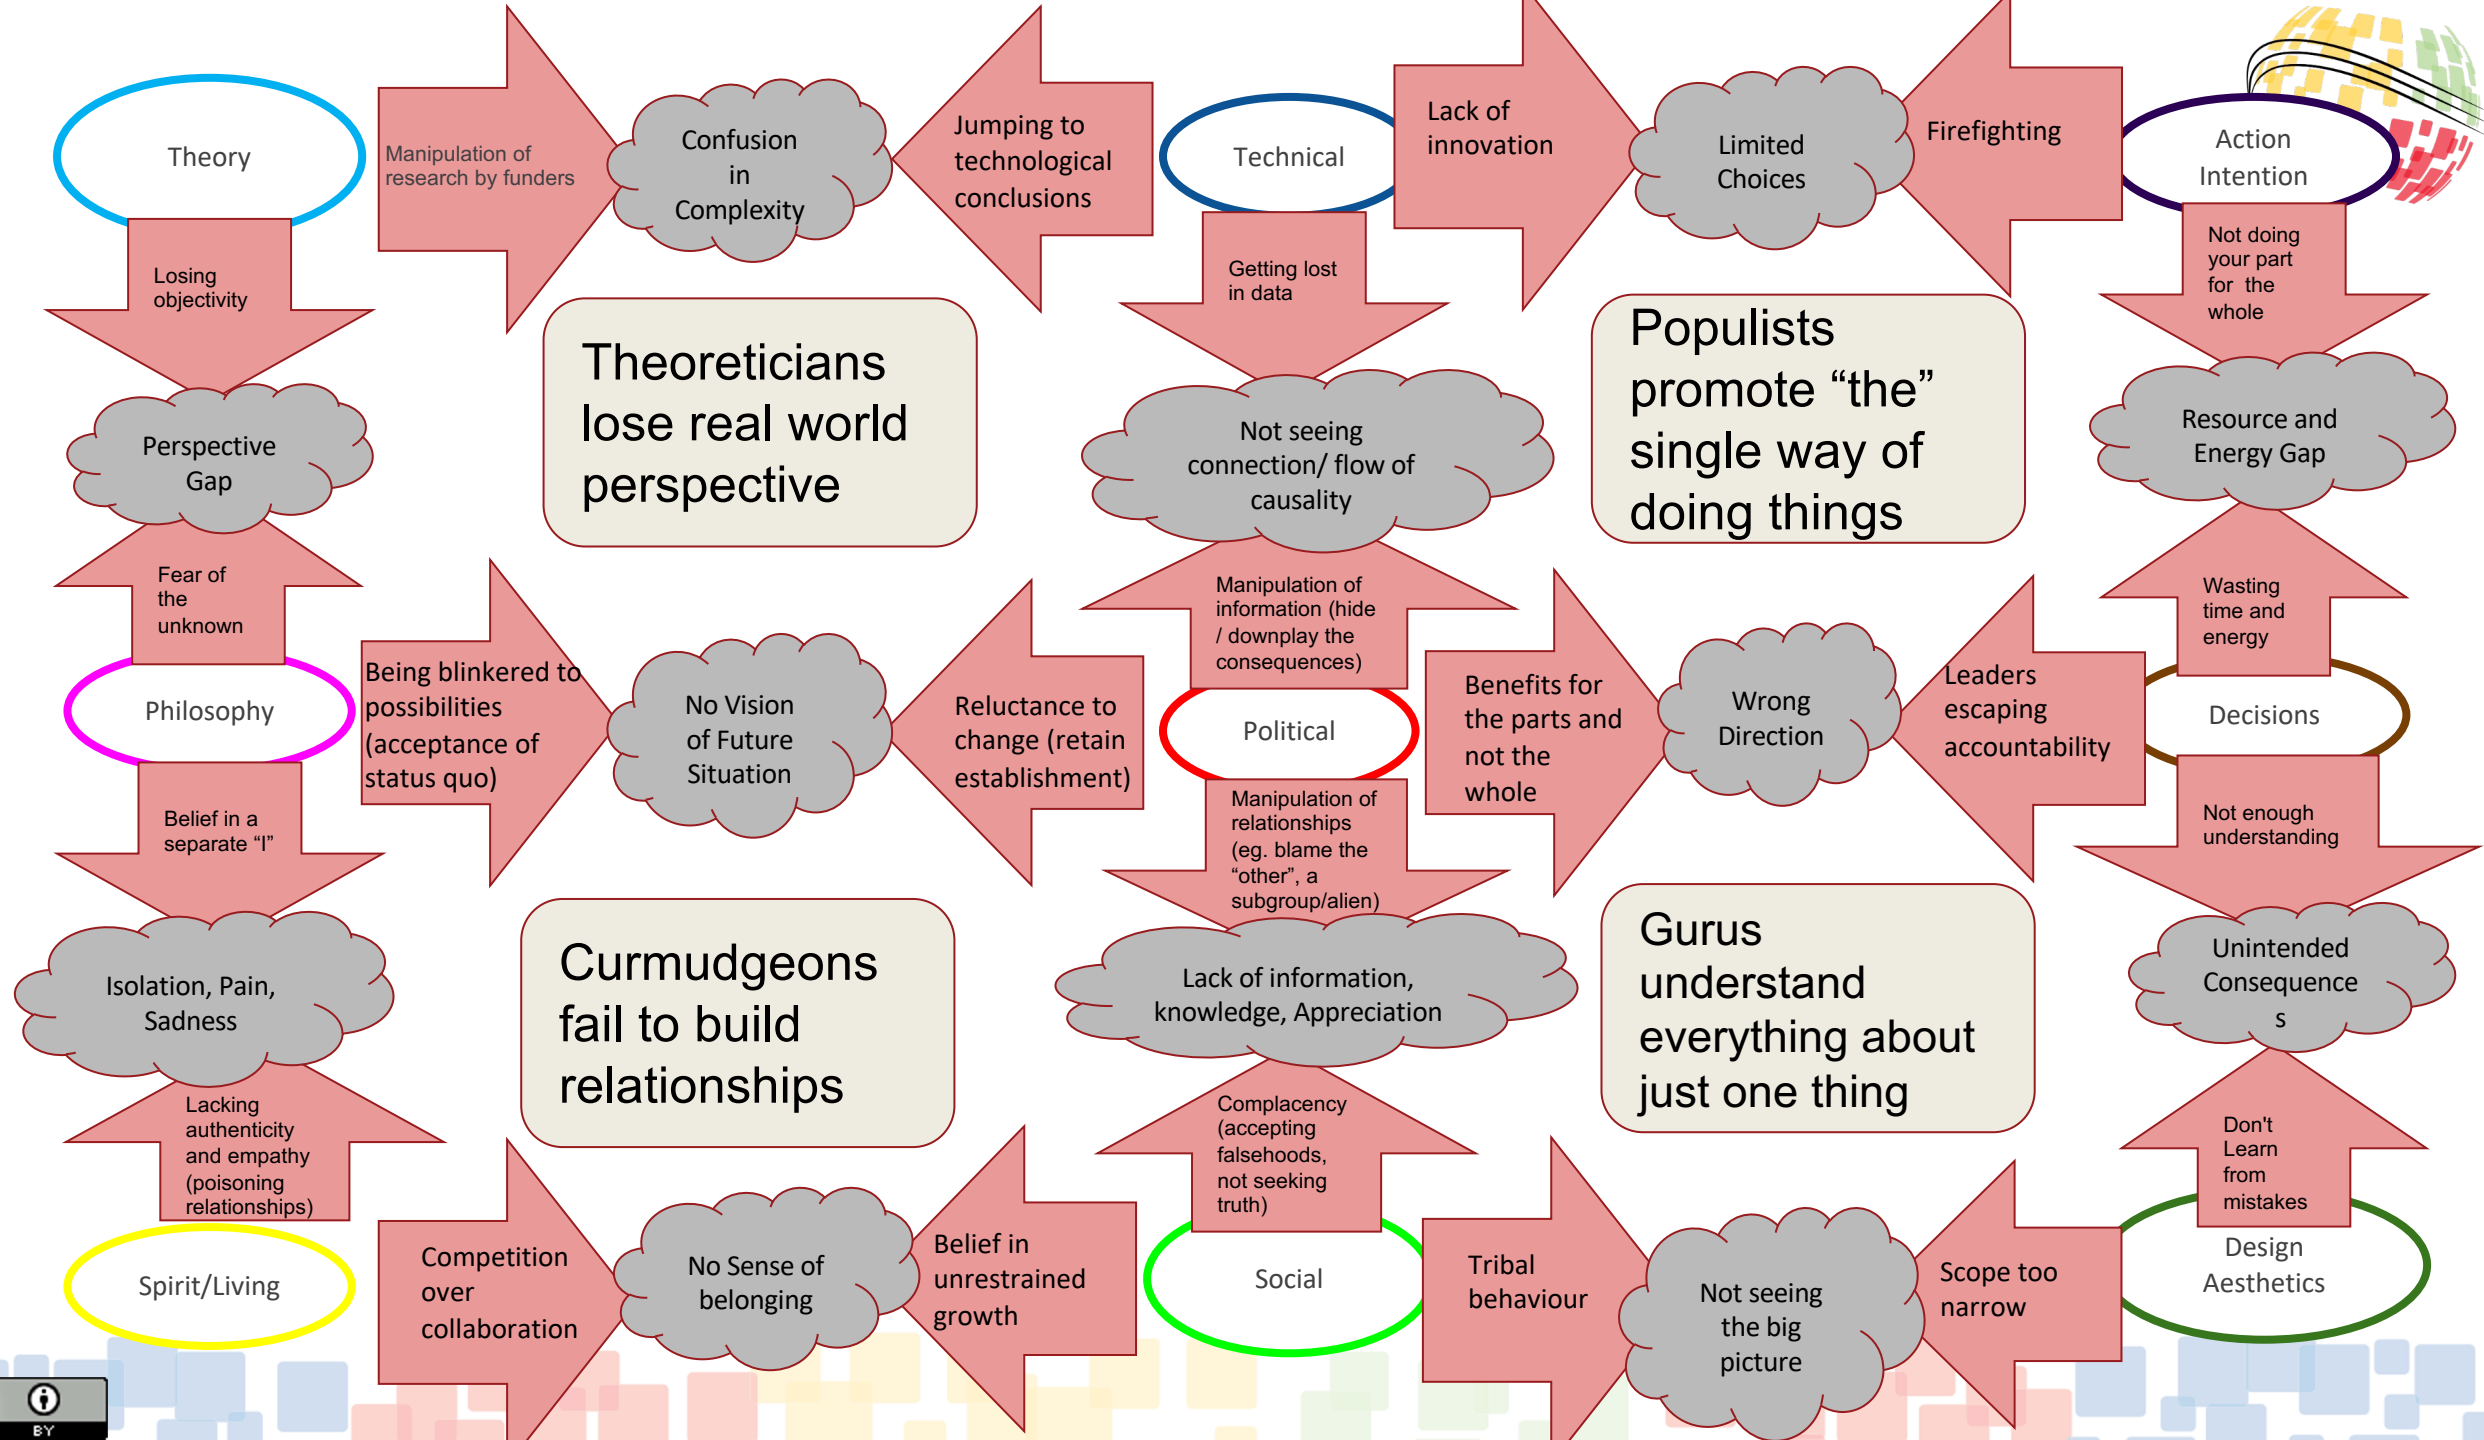 Theory
Manipulation of
research by funders
Confusion
in
Complexity
Jumping to
technological
conclusions
Technical
Lack of
innovation
Limited
Choices
Firefighting
Action
Intention
Losing
objectivity
Getting lost
in data
Not doing
your part
for the
whole
Theoreticians
lose real world
perspective
Populists
promote “the”
single way of
doing things
Perspective
Gap
Not seeing
connection/ flow of
causality
Resource and
Energy Gap
Fear of
the
unknown
Manipulation of
information (hide
/ downplay the
consequences)
Wasting
time and
energy
Philosophy
Being blinkered to
possibilities
(acceptance of
status quo)
No Vision
of Future
Situation
Reluctance to
change (retain
establishment)
Political
Benefits for
the parts and
not the
whole
Wrong
Direction
Leaders
escaping
accountability
Decisions
Belief in a
separate “I”
Manipulation of
relationships
(eg. blame the
“other”, a
subgroup/alien)
Not enough
understanding
Curmudgeons
fail to build
relationships
Gurus
understand
everything about
just one thing
Isolation, Pain,
Sadness
Lack of information,
knowledge, Appreciation
Unintended
Consequence
s
Lacking
authenticity
and empathy
(poisoning
relationships)
Complacency
(accepting
falsehoods,
not seeking
truth)
Don't
Learn
from
mistakes
Spirit/Living
Competition
over
collaboration
No Sense of
belonging
Belief in
unrestrained
growth
Social
Tribal
behaviour
Not seeing
the big
picture
Scope too
narrow
Design
Aesthetics
BY